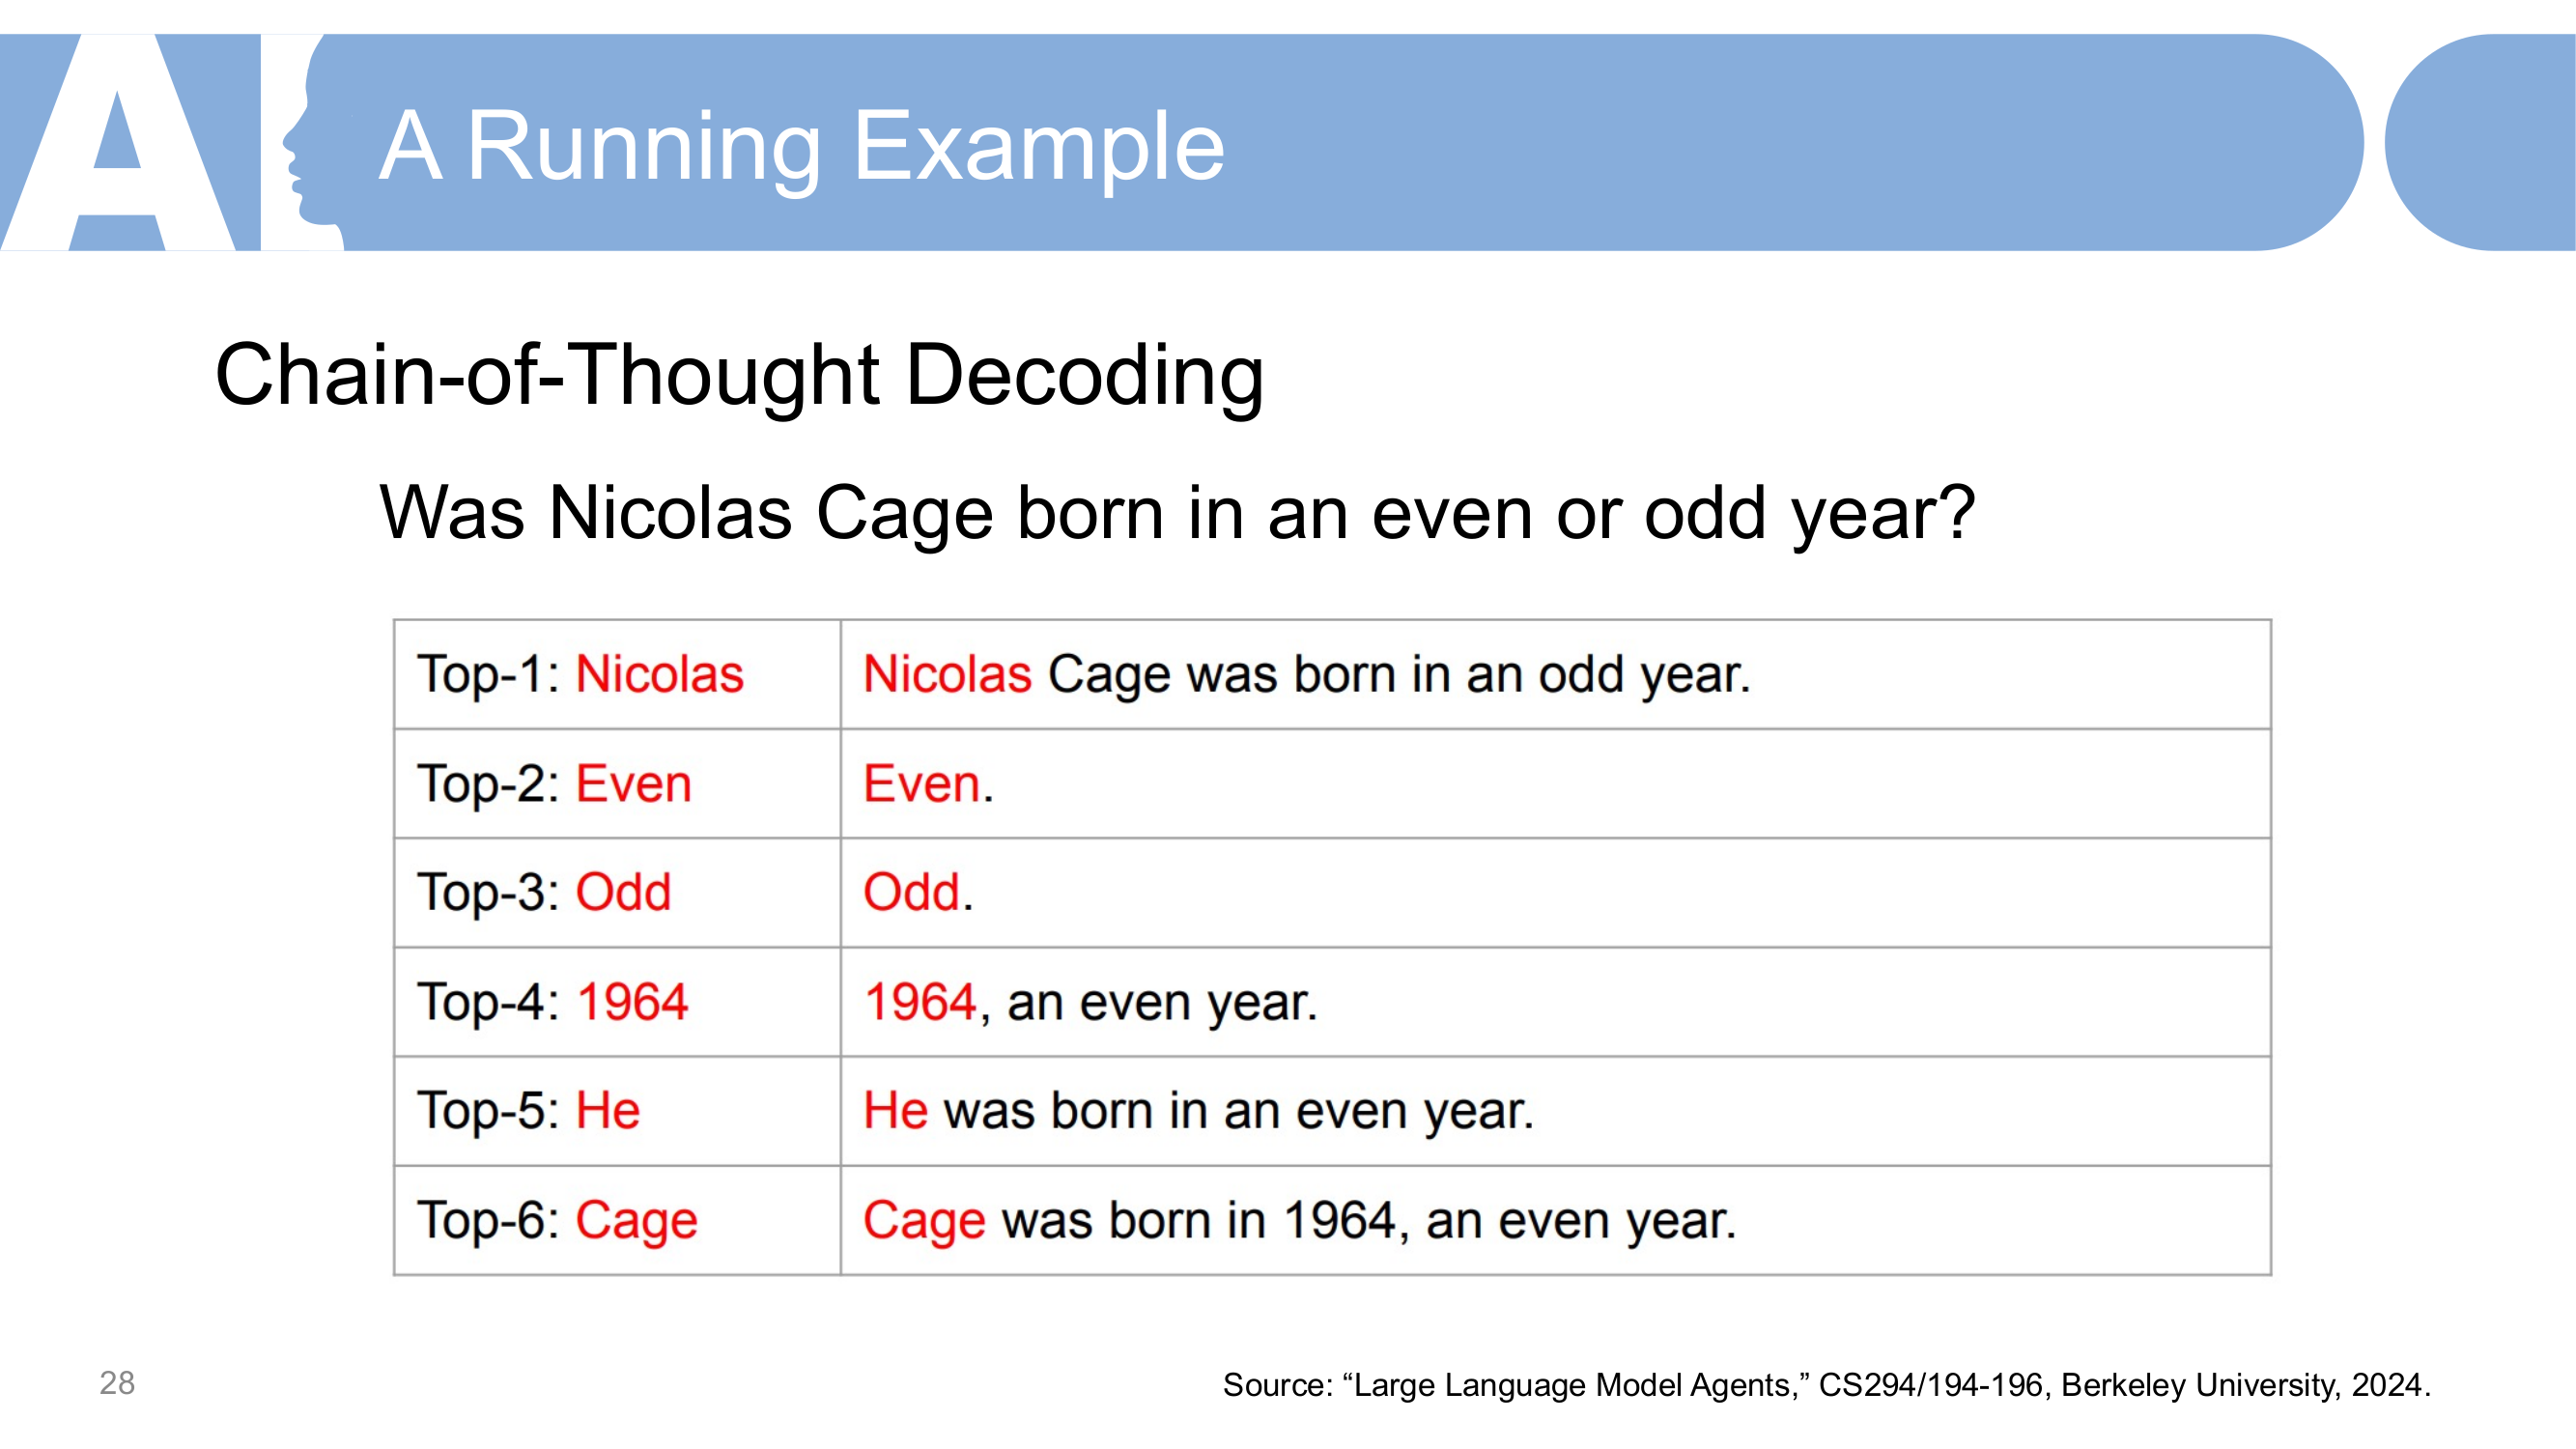 AI
A Running Example
Chain-of-Thought Decoding
Was Nicolas Cage born in an even or odd year?
Top-1: Nicolas
Nicolas Cage was born in an odd year.
Top-2: Even
Even.
Top-3: Odd
Odd.
Top-4: 1964
1964, an even year.
Top-5: He
He was born in an even year.
Top-6: Cage
Cage was born in 1964, an even year.
28
Source: “Large Language Model Agents,” CS294/194-196, Berkeley University, 2024.